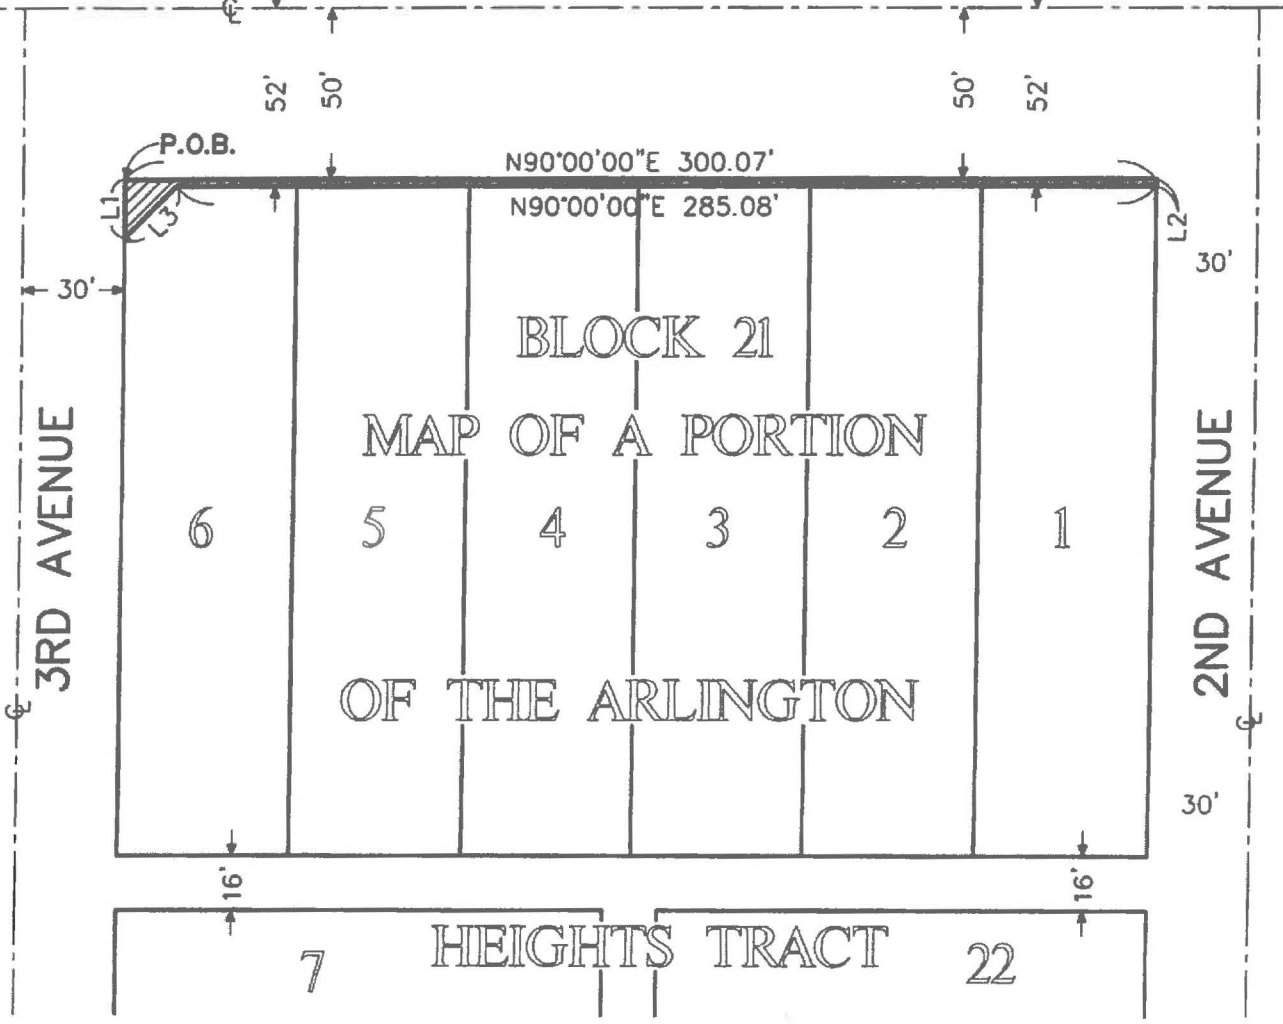 ℄
52'
50'
50'
52'
P.O.B.
N90°00'00"E 300.07'
N90°00'00"E 285.08'
L1
L3
L2
30'
30'
BLOCK 21
MAP OF A PORTION
3RD AVENUE
2ND AVENUE
6
5
4
3
2
1
OF THE ARLINGTON
℄
℄
30'
16'
16'
HEIGHTS TRACT
7
22